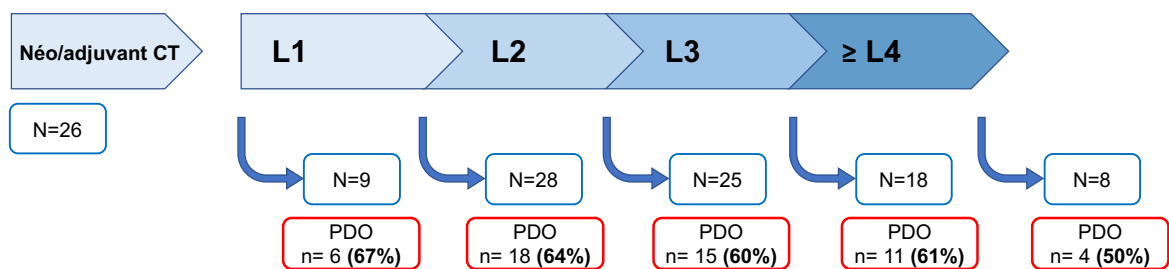 Néo/adjuvant CT
L1
L2
L3
≥ L4
N=26
N=9
N=28
N=25
N=18
N=8
PDO
n= 6 (67%)
PDO
n= 18 (64%)
PDO
n= 15 (60%)
PDO
n= 11 (61%)
PDO
n= 4 (50%)